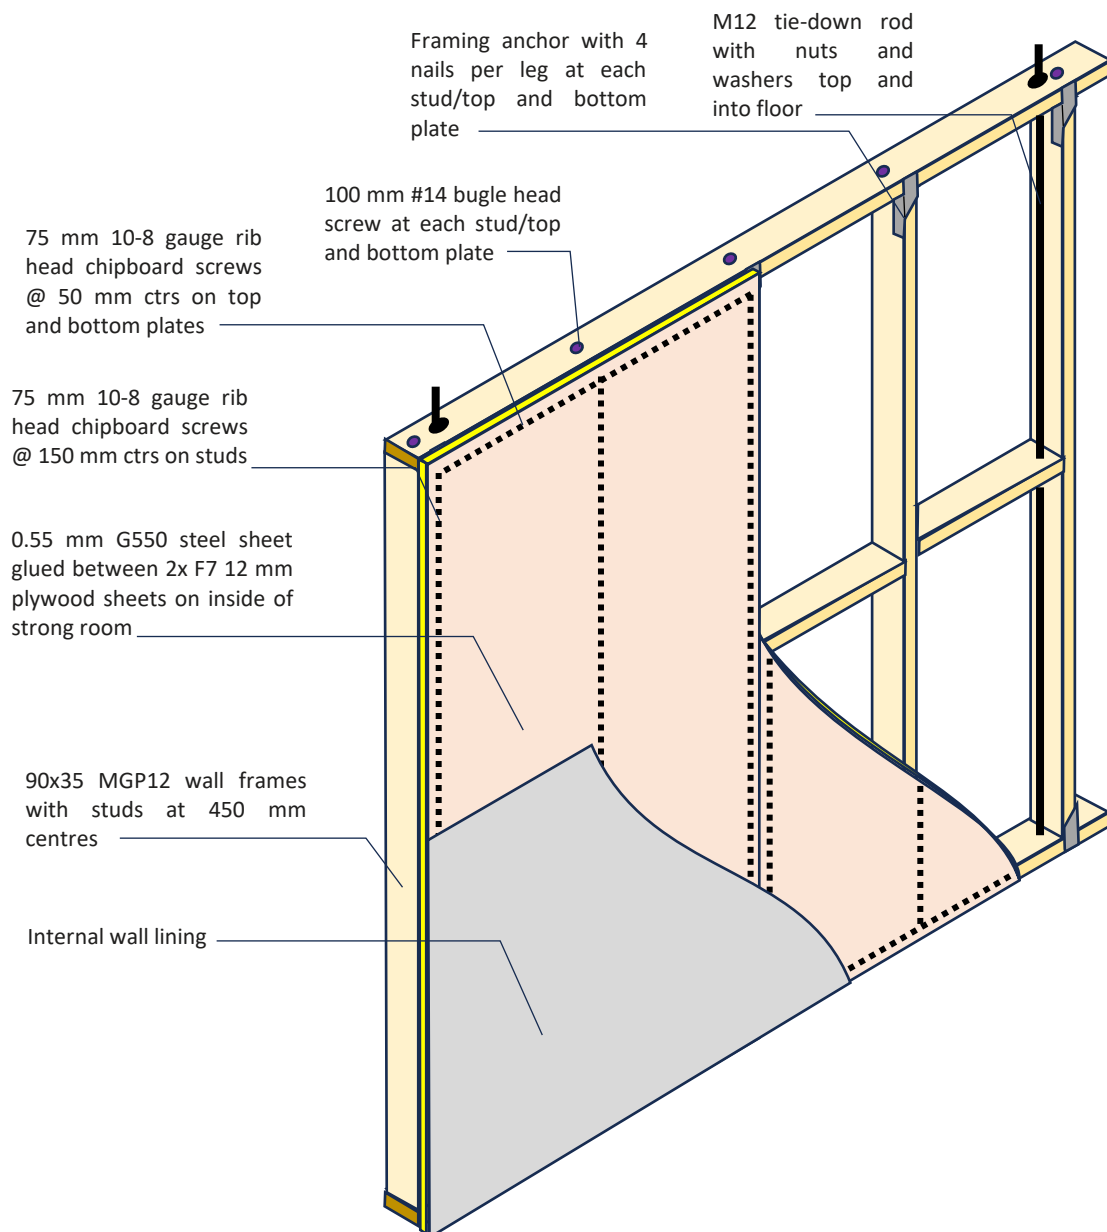 Framing anchor with 4
nails per leg at each
stud/top and bottom
plate
M12 tie-down rod
with nuts and
washers top and
into floor
100 mm #14 bugle head
screw at each stud/top
and bottom plate
75 mm 10-8 gauge rib
head chipboard screws
@ 50 mm ctrs on top
and bottom plates
75 mm 10-8 gauge rib
head chipboard screws
@ 150 mm ctrs on studs
0.55 mm G550 steel sheet
glued between 2x F7 12 mm
plywood sheets on inside of
strong room
90x35 MGP12 wall frames
with studs at 450 mm
centres
Internal wall lining